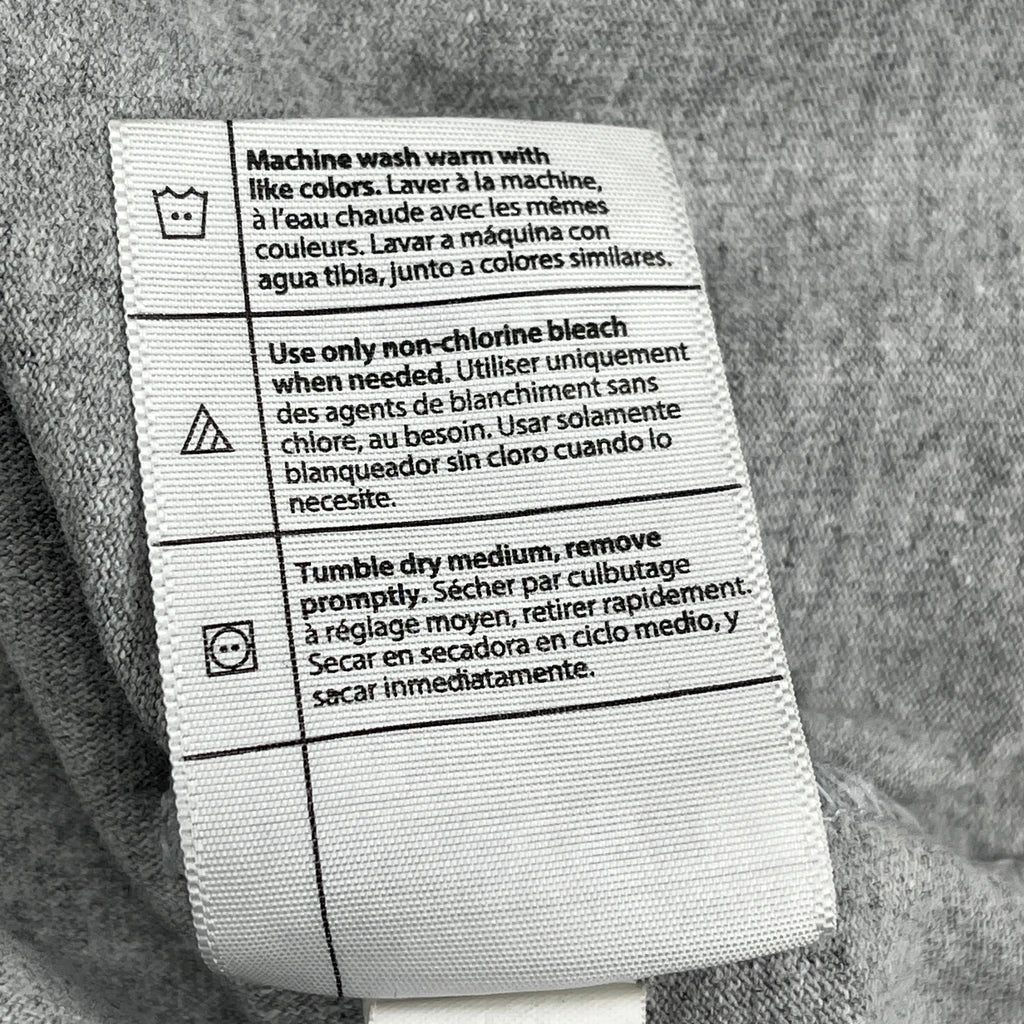 Machine wash warm with
like colors. Laver à la machine,
à l'eau chaude avec les mêmes
couleurs. Lavar a máquina con
agua tibia, junto a colores similares.
Use only non-chlorine bleach
when needed. Utiliser uniquement
des agents de blanchiment sans
chlore, au besoin. Usar solamente
blanqueador sin cloro cuando lo
necesite.
Tumble dry medium, remove
promptly. Sécher par culbutage
à réglage moyen, retirer rapidement.
Secar en secadora en ciclo medio, y
sacar inmediatamente.